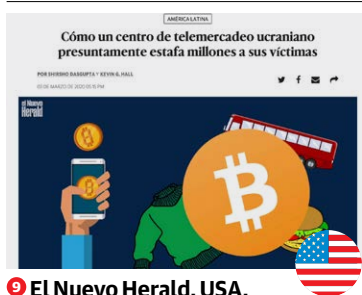 AMÉRICA LATINA
Cómo un centro de telemercadeo ucraniano
presuntamente estafa millones a sus víctimas
POR SHIRSHO DASGUPTA Y KEVIN G. HALL
el Nuevo
Herald
9 El Nuevo Herald, USA.